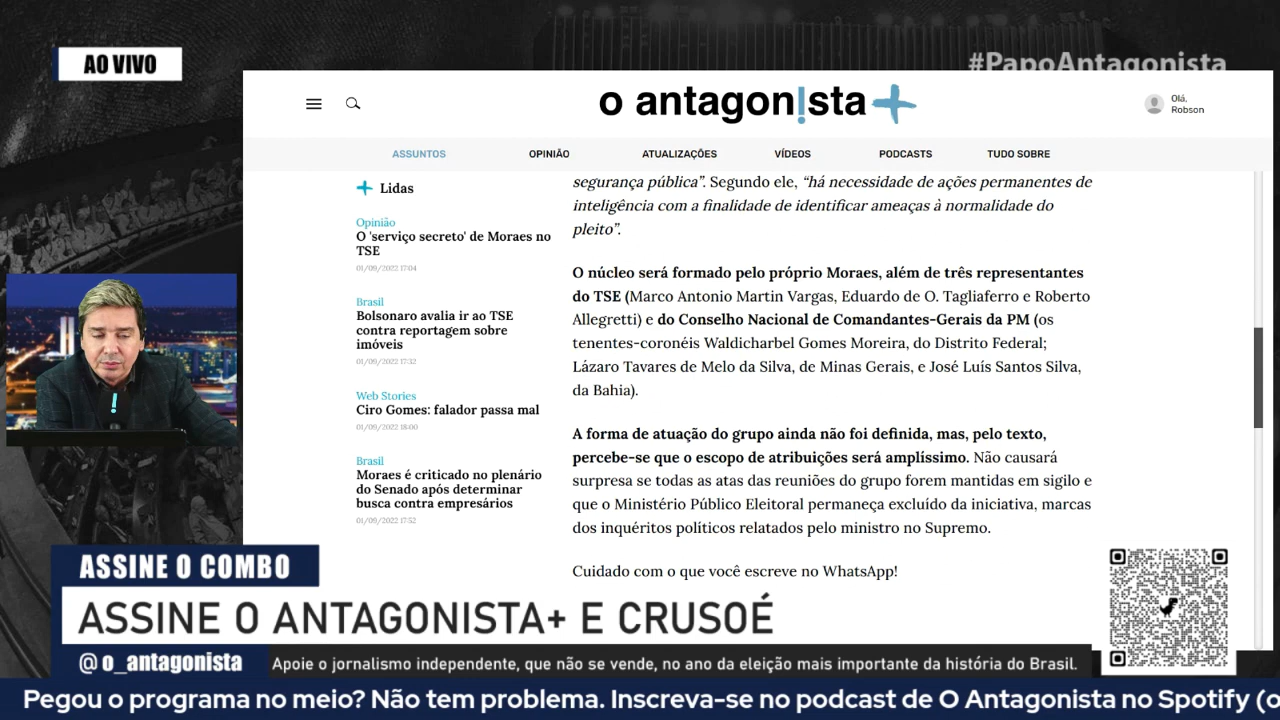 AO VIVO
#PapoAntagonista
o antagon!sta+
Olá,
Robson
ASSUNTOS
OPINIÃO
ATUALIZAÇÕES
VÍDEOS
PODCASTS
TUDO SOBRE
+ Lidas
Opinião
O 'serviço secreto' de Moraes no
TSE
01/09/2022 17:04
Brasil
Bolsonaro avalia ir ao TSE
contra reportagem sobre
imóveis
01/09/2022 17:32
Web Stories
Ciro Gomes: falador passa mal
01/09/2022 18:00
Brasil
Moraes é criticado no plenário
do Senado após determinar
busca contra empresários
01/09/2022 17:52
segurança pública”. Segundo ele, “há necessidade de ações permanentes de
inteligência com a finalidade de identificar ameaças à normalidade do
pleito”.
O núcleo será formado pelo próprio Moraes, além de três representantes
do TSE (Marco Antonio Martin Vargas, Eduardo de O. Tagliaferro e Roberto
Allegretti) e do Conselho Nacional de Comandantes-Gerais da PM (os
tenentes-coronéis Waldicharbel Gomes Moreira, do Distrito Federal;
Lázaro Tavares de Melo da Silva, de Minas Gerais, e José Luís Santos Silva,
da Bahia).
A forma de atuação do grupo ainda não foi definida, mas, pelo texto,
percebe-se que o escopo de atribuições será amplíssimo. Não causará
surpresa se todas as atas das reuniões do grupo forem mantidas em sigilo e
que o Ministério Público Eleitoral permaneça excluído da iniciativa, marcas
dos inquéritos políticos relatados pelo ministro no Supremo.
Cuidado com o que você escreve no WhatsApp!
ASSINE O COMBO
ASSINE O ANTAGONISTA+ E CRUSOÉ
@o_antagonista
Apoie o jornalismo independente, que não se vende, no ano da eleição mais importante da história do Brasil.
Pegou o programa no meio? Não tem problema. Inscreva-se no podcast de O Antagonista no Spotify (o